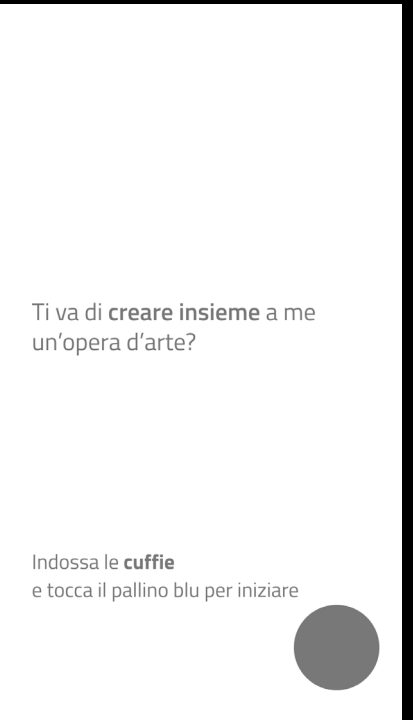 Ti va di creare insieme a me
un’opera d’arte?
Indossa le cuffie
e tocca il pallino blu per iniziare